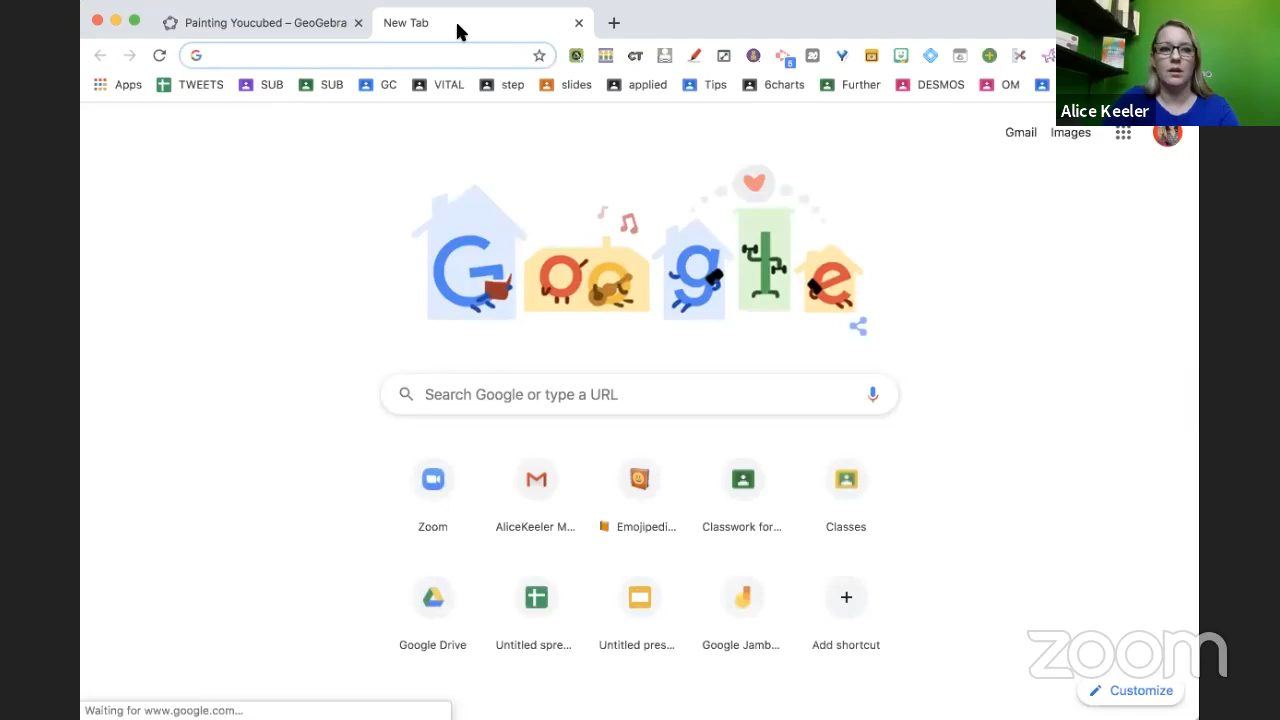 Painting Youcubed – GeoGebra
New Tab
Apps TWEETS SUB SUB GC VITAL step slides applied Tips 6charts Further DESMOS OM
Alice Keeler
Gmail Images
Google
Search Google or type a URL
Zoom AliceKeeler M... Emojipedi... Classwork for... Classes
Google Drive Untitled spre... Untitled pres... Google Jamb... Add shortcut
zoom
Customize
Waiting for www.google.com...